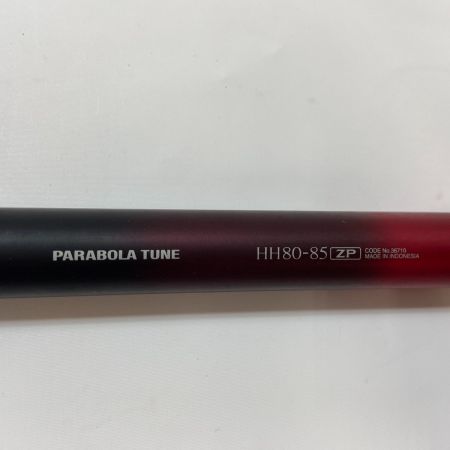 PARABOLA TUNE HH80-85 ZP CODE No.35710
MADE IN INDONESIA